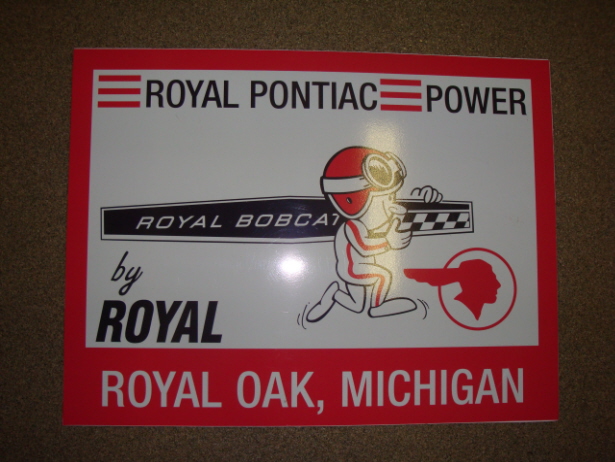 ROYAL PONTIAC POWER
ROYAL BOBCAT
by
ROYAL
ROYAL OAK, MICHIGAN